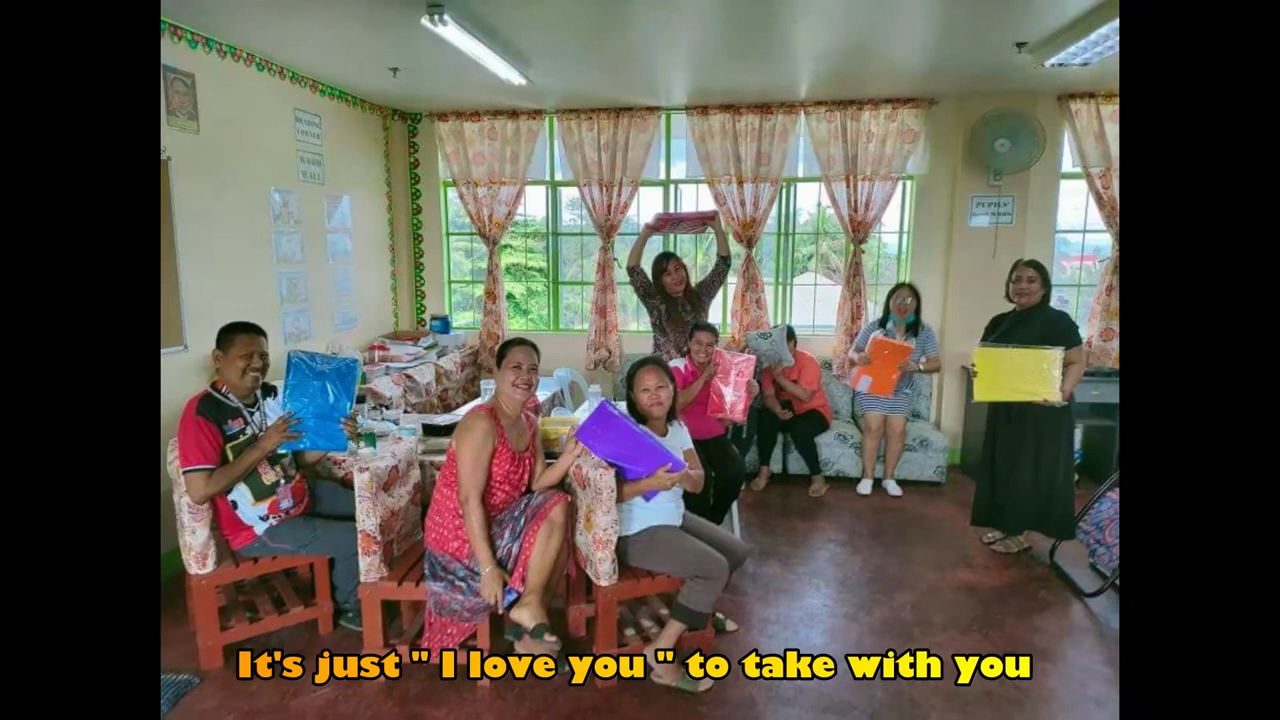 READING
CORNER
WORD
WALL
PUPILS'
It's just " I love you " to take with you